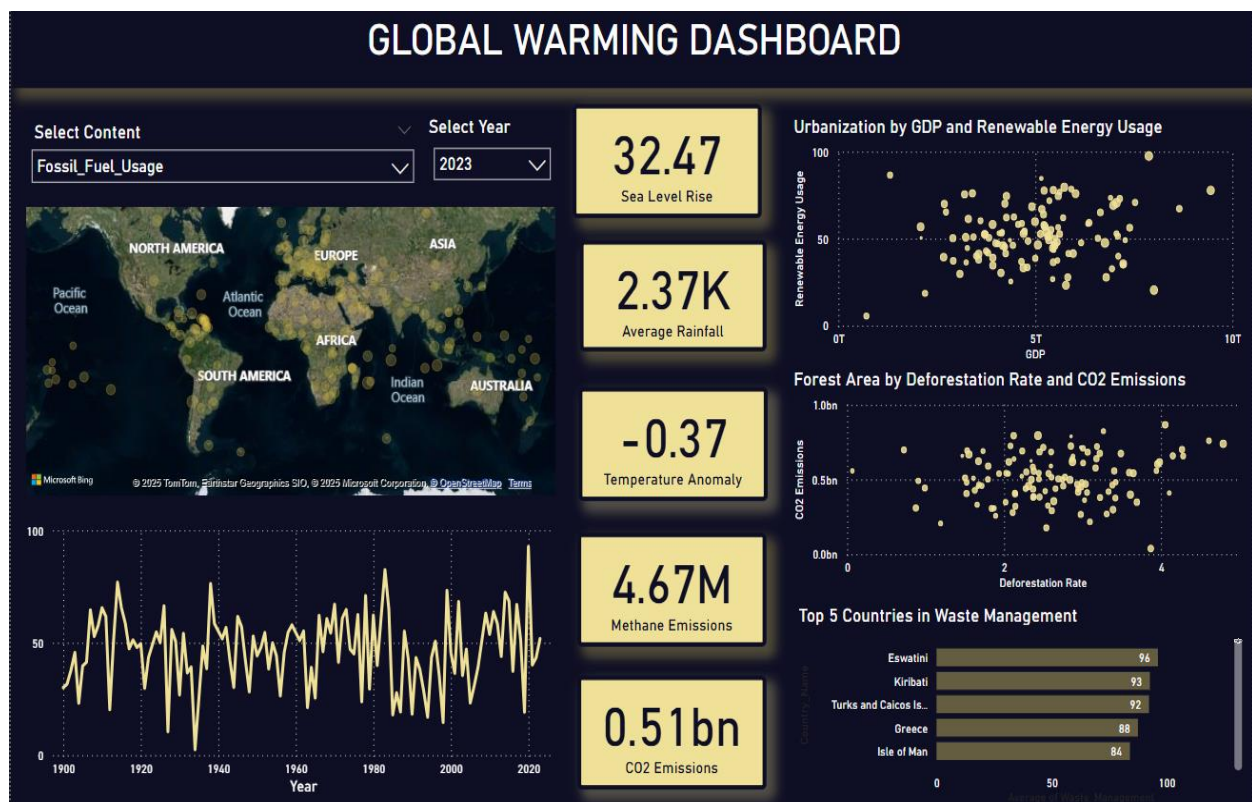 GLOBAL WARMING DASHBOARD
Select Content
Fossil_Fuel_Usage
Select Year
2023
NORTH AMERICA
EUROPE
ASIA
Pacific
Ocean
Atlantic
Ocean
AFRICA
SOUTH AMERICA
Indian
Ocean
AUSTRALIA
Microsoft Bing
© 2025 TomTom, Earthstar Geographics SIO, © 2025 Microsoft Corporation, © OpenStreetMap Terms
100
50
0
1900 1920 1940 1960 1980 2000 2020
Year
32.47
Sea Level Rise
2.37K
Average Rainfall
-0.37
Temperature Anomaly
4.67M
Methane Emissions
0.51bn
CO2 Emissions
Urbanization by GDP and Renewable Energy Usage
Renewable Energy Usage
100
50
0
0T 5T 10T
GDP
Forest Area by Deforestation Rate and CO2 Emissions
CO2 Emissions
1.0bn
0.5bn
0.0bn
0 2 4
Deforestation Rate
Top 5 Countries in Waste Management
Country_Name
Eswatini 96
Kiribati 93
Turks and Caicos Is... 92
Greece 88
Isle of Man 84
0 50 100
Average of Waste_Management